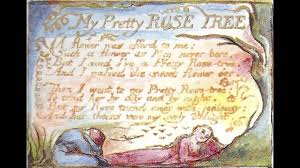 My Pretty ROSE TREE
A flower was offerd to me:
Such a flower as May never bore.
But I said I've a Pretty Rose-tree,
And I passed the sweet flower o'er.
Then I went to my Pretty Rose-tree:
To tend her by day and by night.
But my Rose turnd away with jealousy:
And her thorns were my only delight.